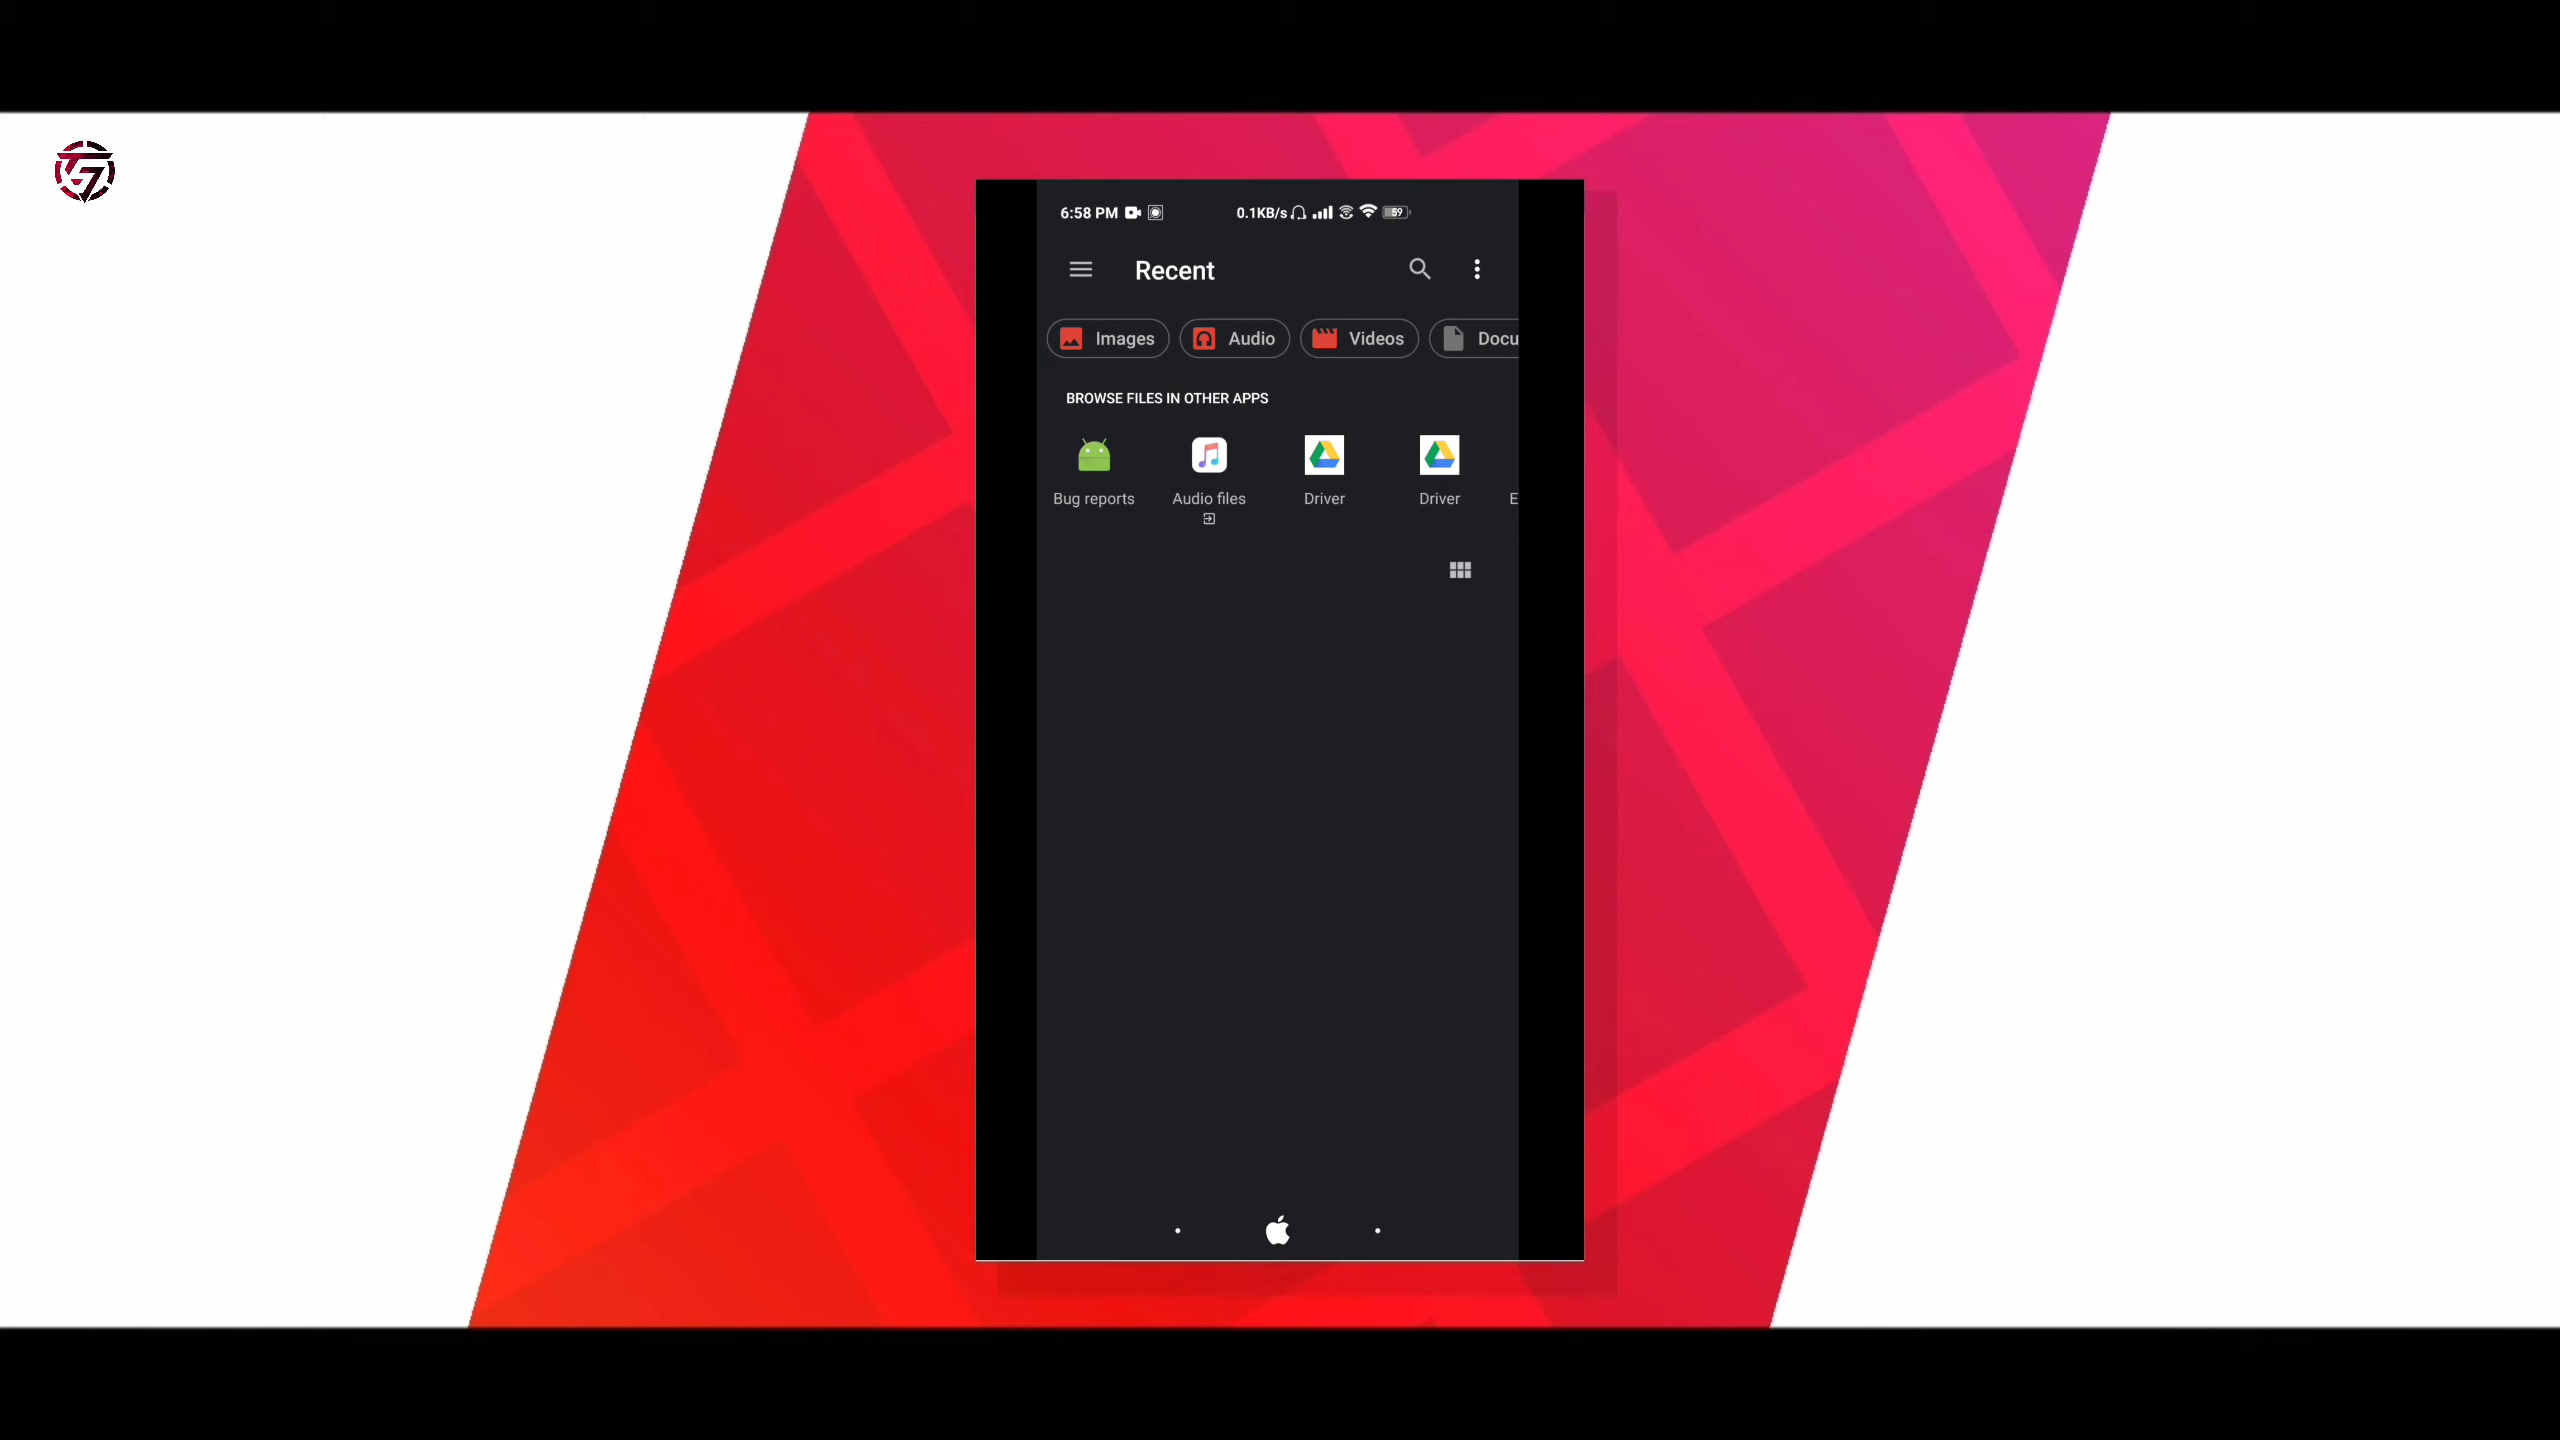 6:58 PM 0.1KB/s 59
Recent
Images Audio Videos Docu
BROWSE FILES IN OTHER APPS
Bug reports Audio files Driver Driver E